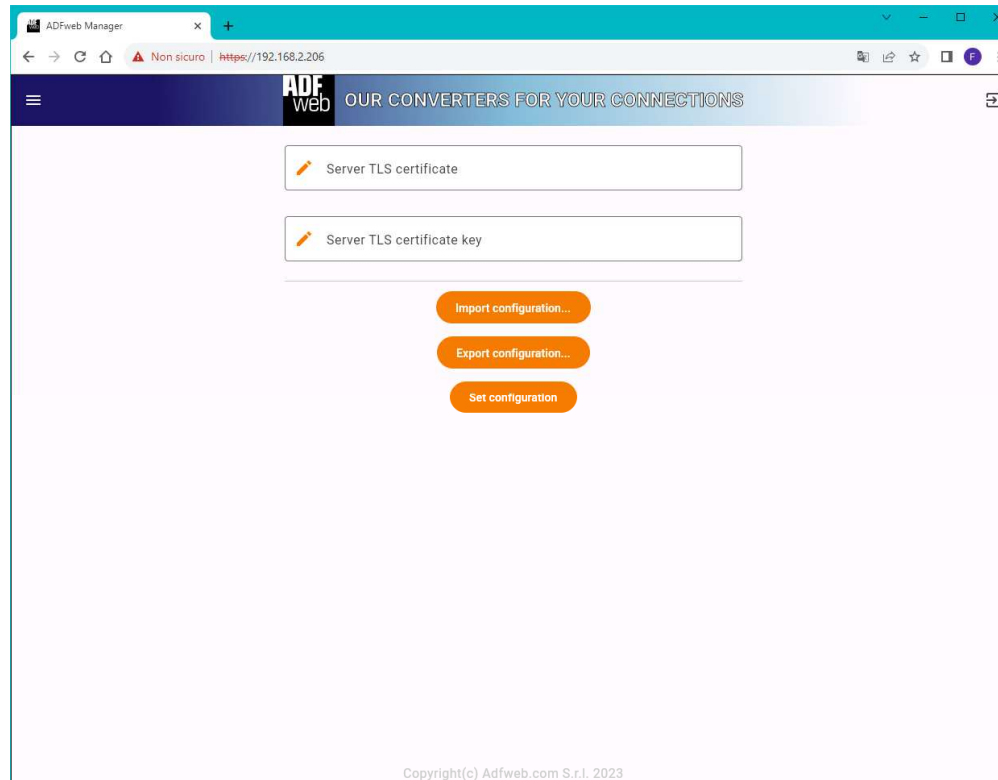 ADFweb Manager
Non sicuro | https://192.168.2.206
F
ADF
web
OUR CONVERTERS FOR YOUR CONNECTIONS
Server TLS certificate
Server TLS certificate key
Import configuration...
Export configuration...
Set configuration
Copyright(c) Adfweb.com S.r.l. 2023